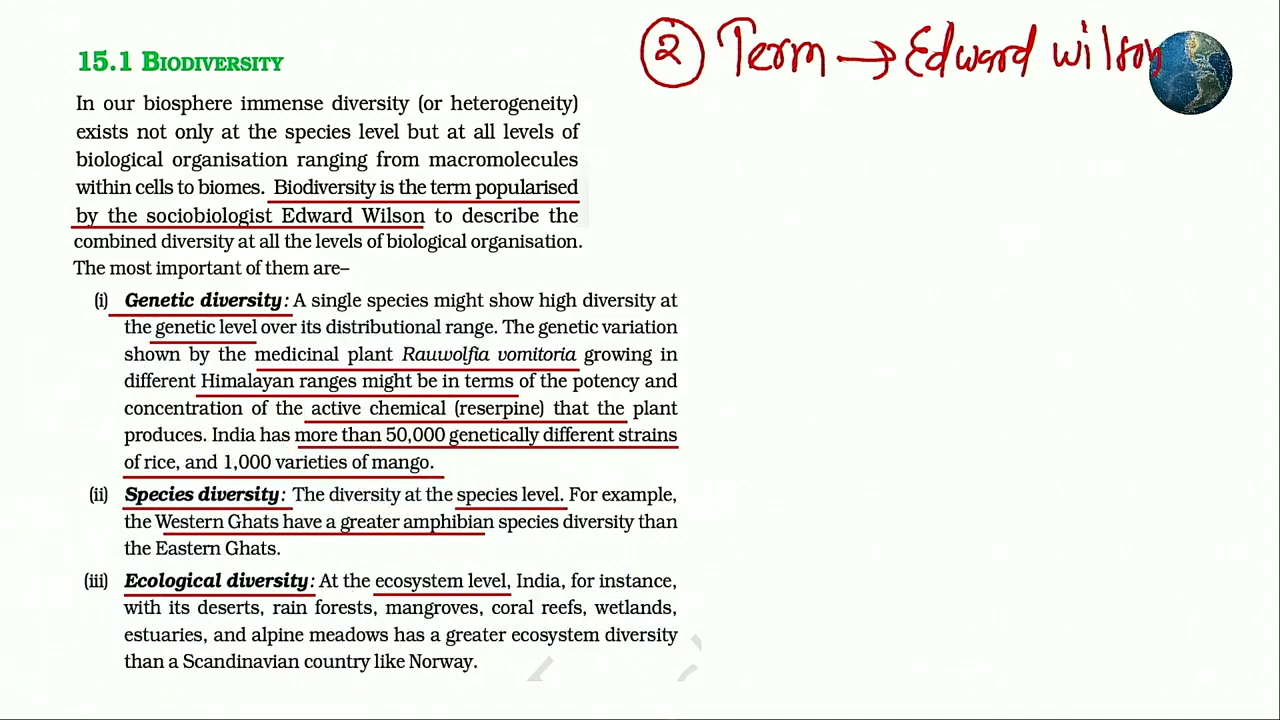 ② Term → Edward wilson
15.1 BIODIVERSITY
In our biosphere immense diversity (or heterogeneity)
exists not only at the species level but at all levels of
biological organisation ranging from macromolecules
within cells to biomes. Biodiversity is the term popularised
by the sociobiologist Edward Wilson to describe the
combined diversity at all the levels of biological organisation.
The most important of them are–
(i) Genetic diversity: A single species might show high diversity at
the genetic level over its distributional range. The genetic variation
shown by the medicinal plant Rauwolfia vomitoria growing in
different Himalayan ranges might be in terms of the potency and
concentration of the active chemical (reserpine) that the plant
produces. India has more than 50,000 genetically different strains
of rice, and 1,000 varieties of mango.
(ii) Species diversity: The diversity at the species level. For example,
the Western Ghats have a greater amphibian species diversity than
the Eastern Ghats.
(iii) Ecological diversity: At the ecosystem level, India, for instance,
with its deserts, rain forests, mangroves, coral reefs, wetlands,
estuaries, and alpine meadows has a greater ecosystem diversity
than a Scandinavian country like Norway.